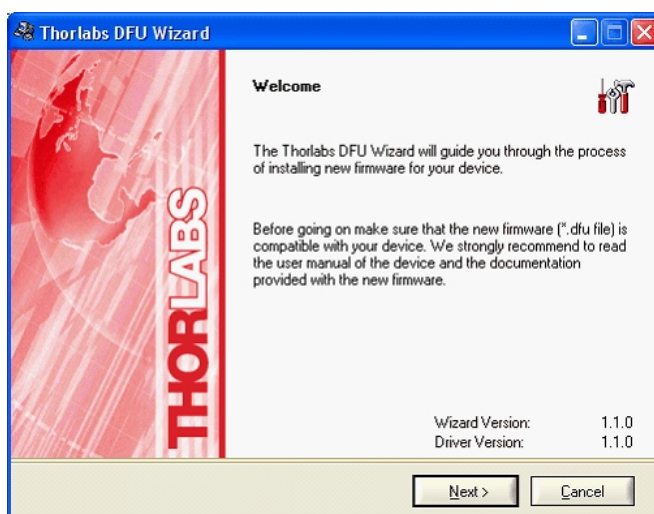 Thorlabs DFU Wizard
Welcome
The Thorlabs DFU Wizard will guide you through the process
of installing new firmware for your device.
Before going on make sure that the new firmware (*.dfu file) is
compatible with your device. We strongly recommend to read
the user manual of the device and the documentation
provided with the new firmware.
THORLABS
Wizard Version: 1.1.0
Driver Version: 1.1.0
Next >
Cancel